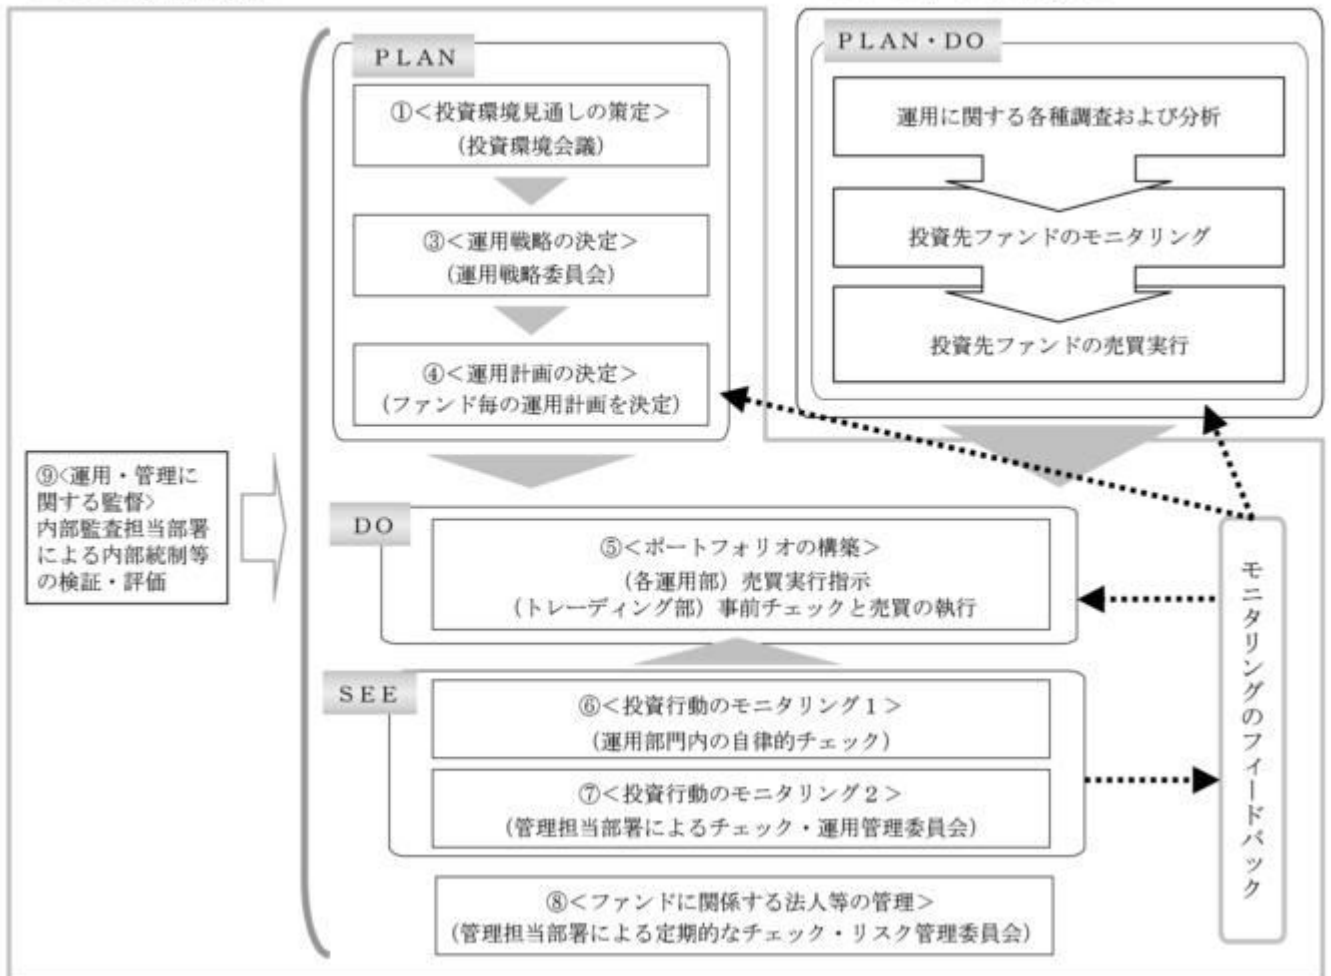 PLAN
①＜投資環境見通しの策定＞
(投資環境会議)
③＜運用戦略の決定＞
(運用戦略委員会)
④＜運用計画の決定＞
(ファンド毎の運用計画を決定)
PLAN・DO
運用に関する各種調査および分析
投資先ファンドのモニタリング
投資先ファンドの売買実行
⑨<運用・管理に
関する監督>
内部監査担当部署
による内部統制等
の検証・評価
DO
⑤＜ポートフォリオの構築＞
(各運用部) 売買実行指示
(トレーディング部) 事前チェックと売買の執行
SEE
⑥＜投資行動のモニタリング１＞
(運用部門内の自律的チェック)
⑦＜投資行動のモニタリング２＞
(管理担当部署によるチェック・運用管理委員会)
⑧＜ファンドに関係する法人等の管理＞
(管理担当部署による定期的なチェック・リスク管理委員会)
モニタリングのフィードバック